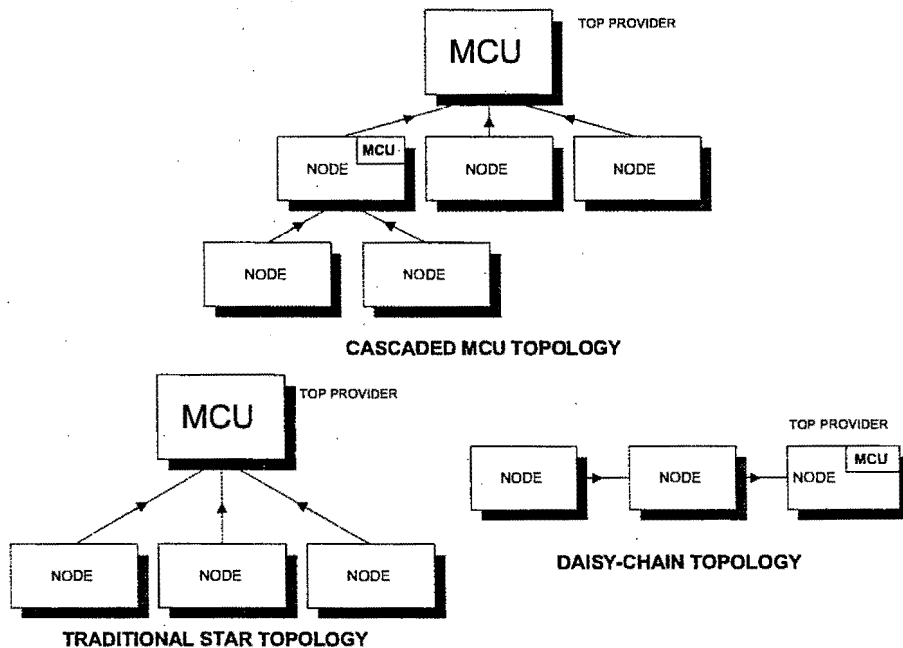 TOP PROVIDER
MCU
MCU
NODE
NODE
NODE
NODE
NODE
CASCADED MCU TOPOLOGY
TOP PROVIDER
MCU
NODE
NODE
NODE
TRADITIONAL STAR TOPOLOGY
TOP PROVIDER
MCU
NODE
NODE
NODE
DAISY-CHAIN TOPOLOGY